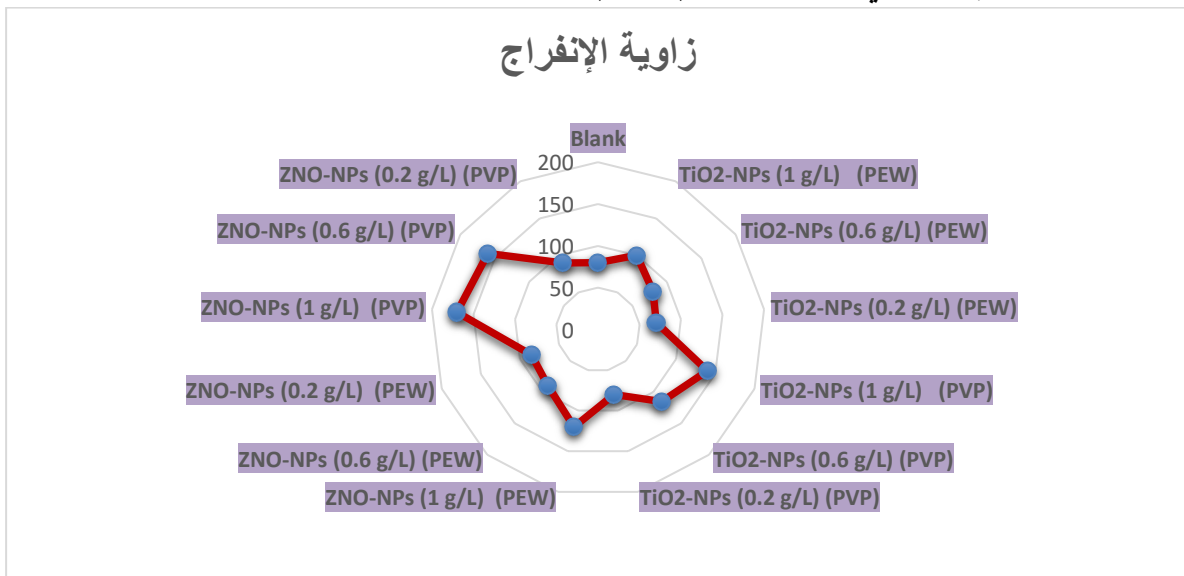 زاوية الإنفراج
Blank
200
150
100
50
0
TiO2-NPs (1 g/L) (PEW)
TiO2-NPs (0.6 g/L) (PEW)
TiO2-NPs (0.2 g/L) (PEW)
TiO2-NPs (1 g/L) (PVP)
TiO2-NPs (0.6 g/L) (PVP)
TiO2-NPs (0.2 g/L) (PVP)
ZNO-NPs (1 g/L) (PEW)
ZNO-NPs (0.6 g/L) (PEW)
ZNO-NPs (0.2 g/L) (PEW)
ZNO-NPs (1 g/L) (PVP)
ZNO-NPs (0.6 g/L) (PVP)
ZNO-NPs (0.2 g/L) (PVP)